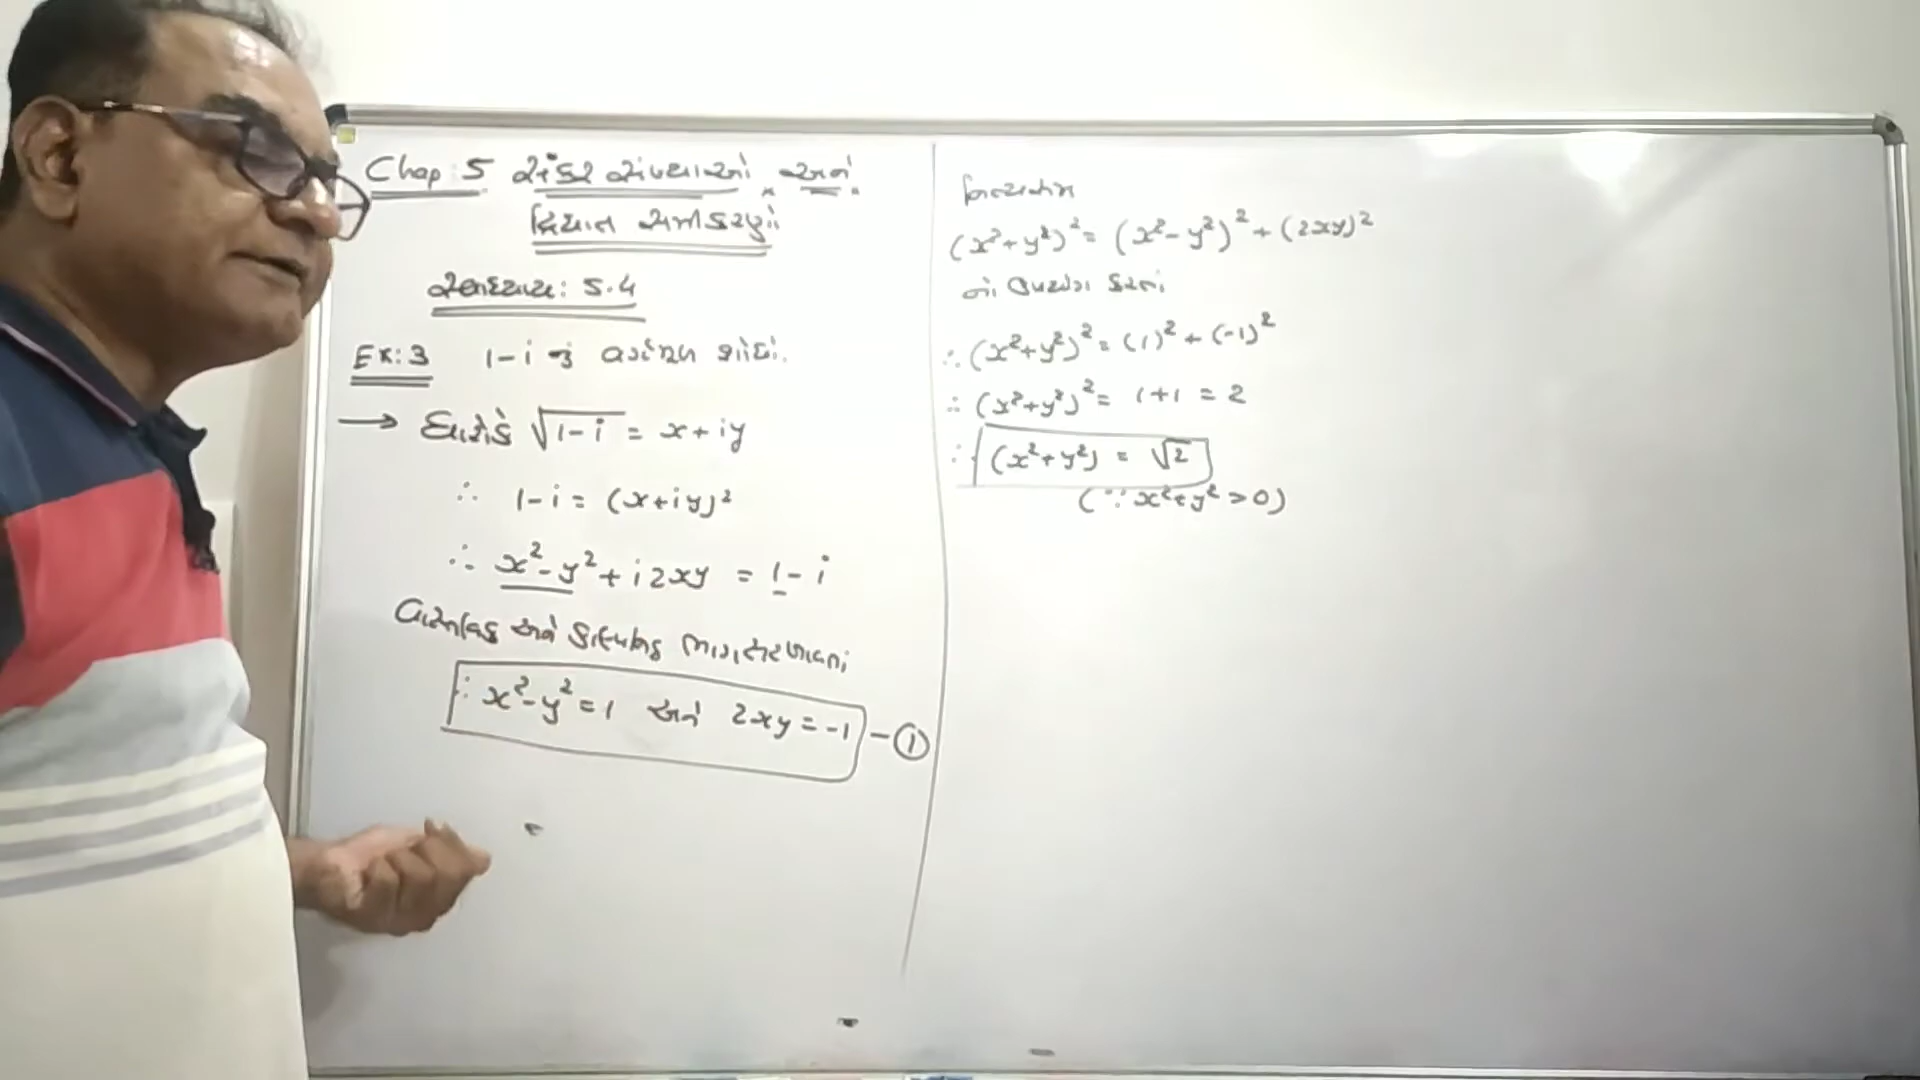 Chap : 5 સંકર સંખ્યાઓ અને
દ્વિઘાત સમીકરણો
સ્વાધ્યાય : 5.4
Ex: 3 1-i નું વર્ગમૂળ શોધો.
→ ધારોકે √(1-i) = x+iy
∴ 1-i = (x+iy)²
∴ x²-y²+i2xy = 1-i
વાસ્તવિક અને કાલ્પનિક ભાગ સરખાવતાં
∴ x²-y²=1 અને 2xy=-1 -①
નિત્યસમ
(x²+y²)² = (x²-y²)²+(2xy)²
નો ઉપયોગ કરતાં
∴ (x²+y²)² = (1)²+(-1)²
∴ (x²+y²)² = 1+1 = 2
∴ (x²+y²) = √2
(∵ x²+y² > 0)